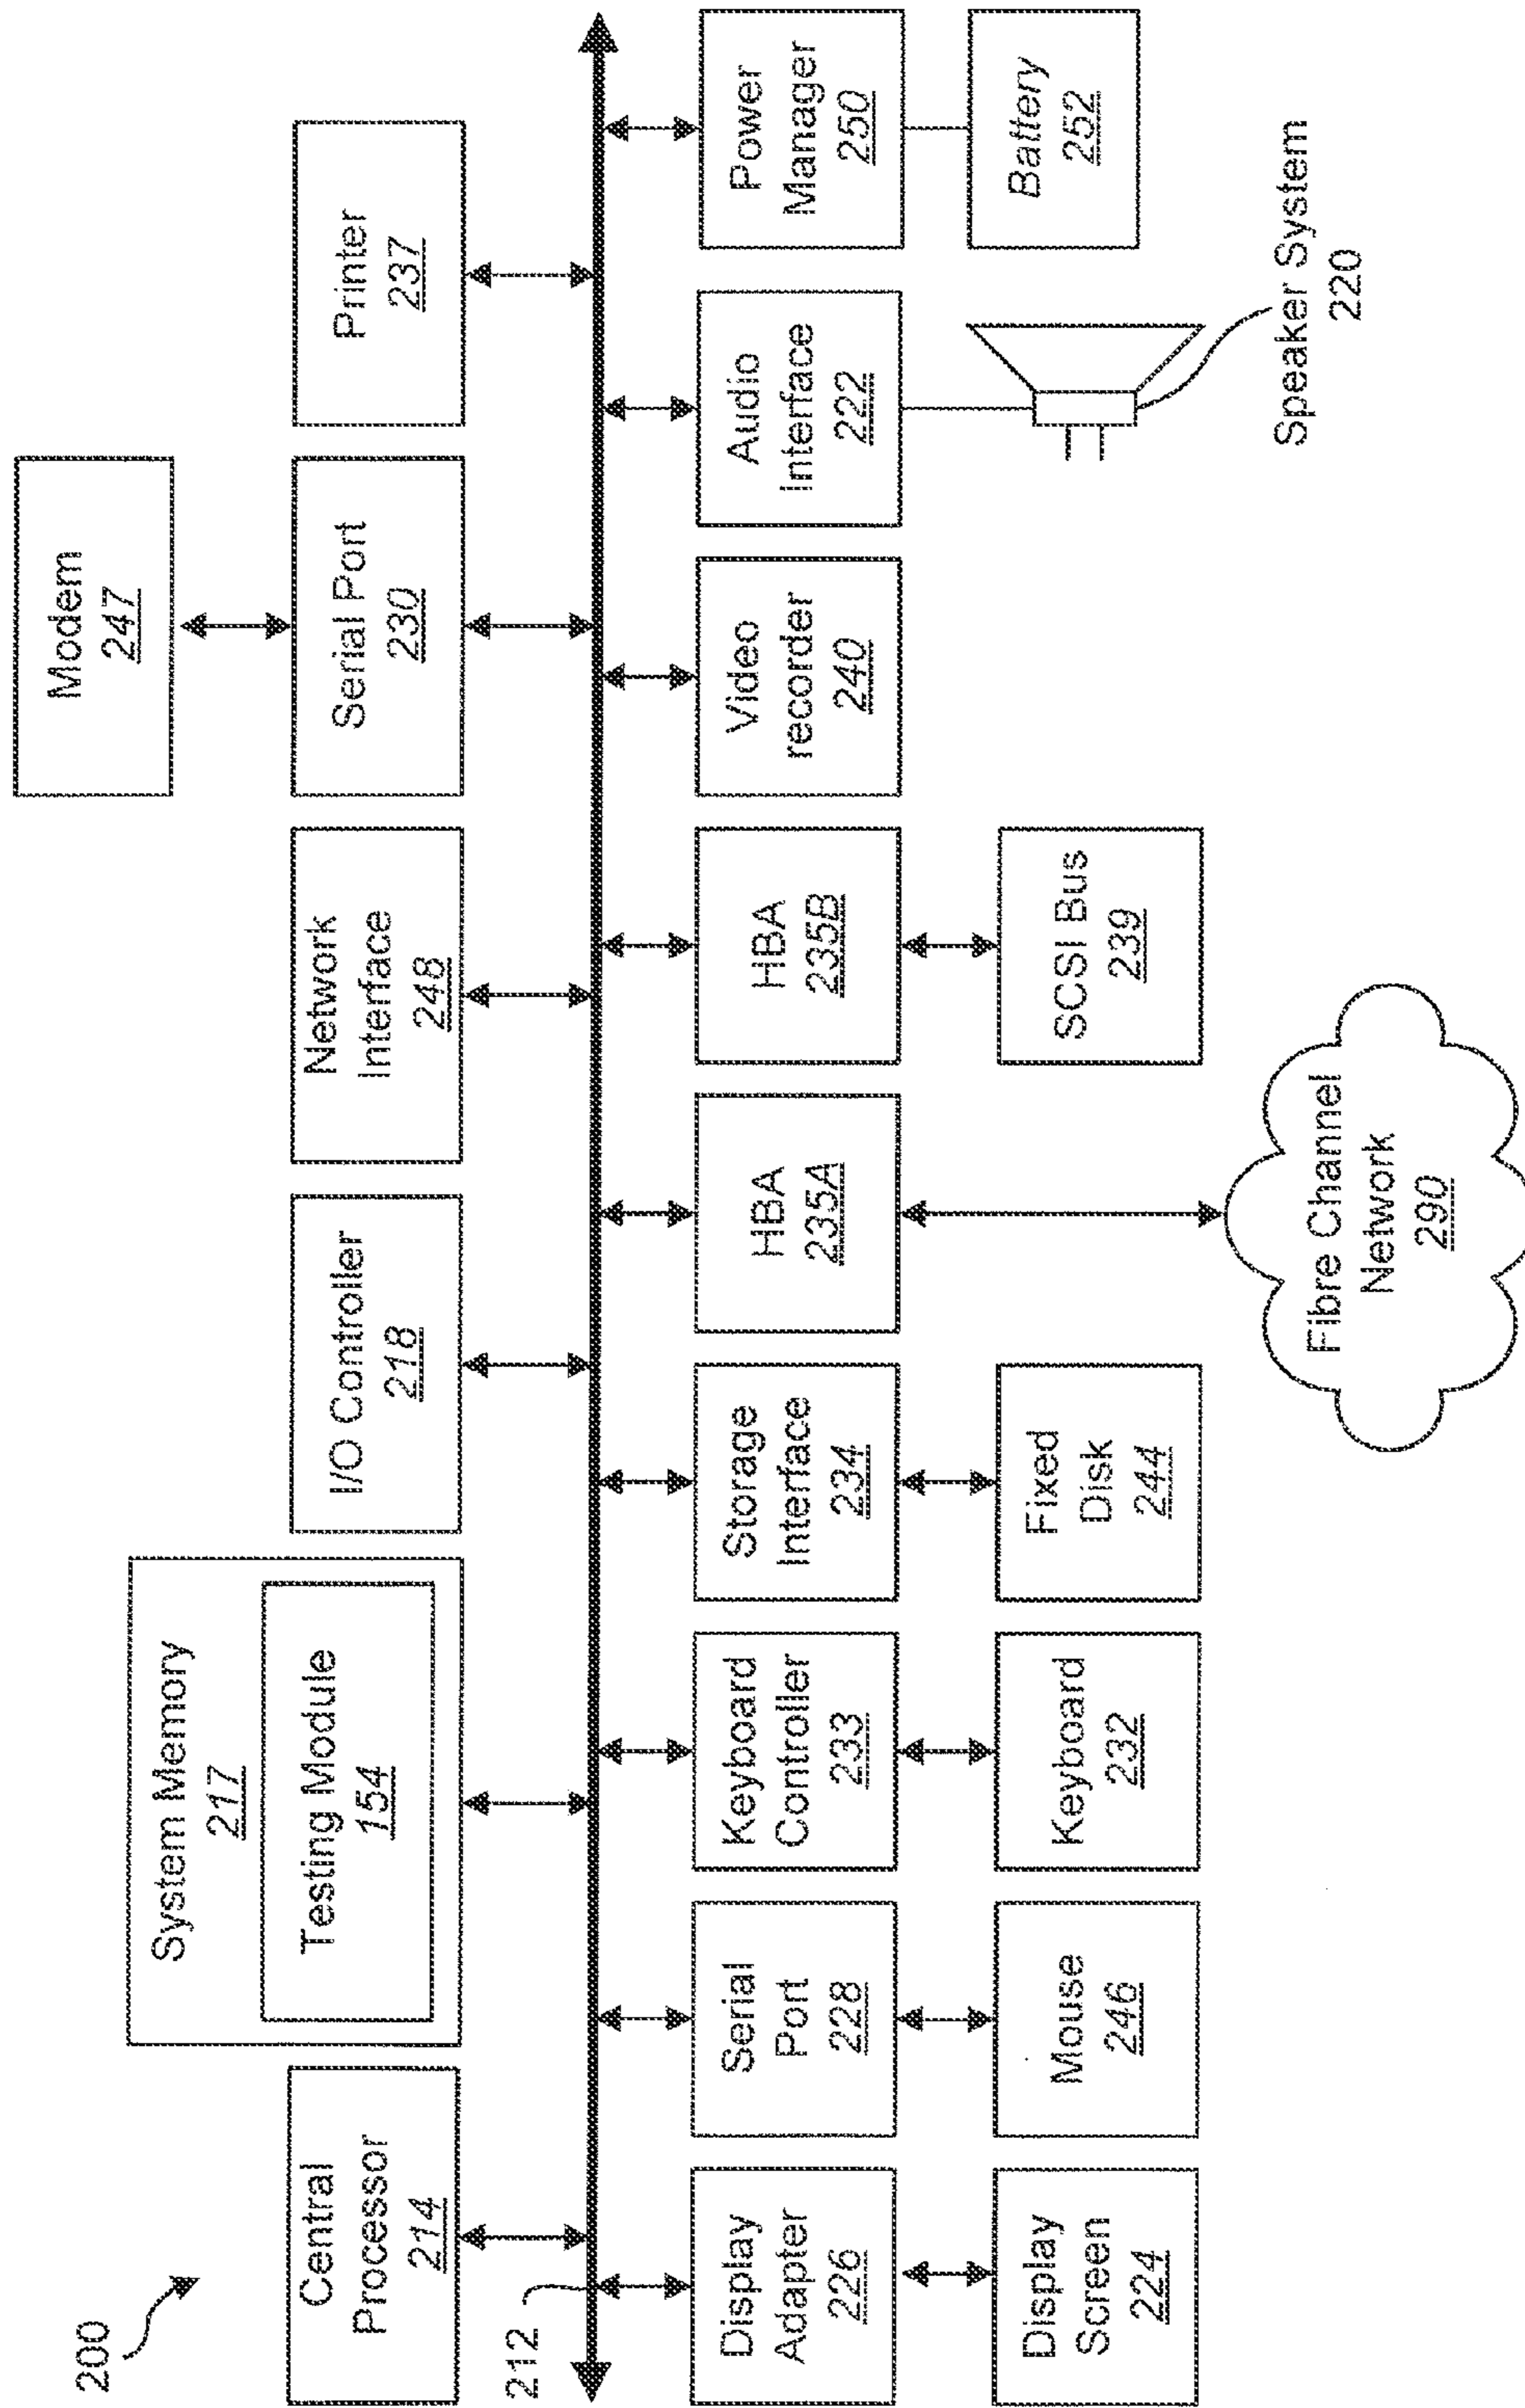 200
Modem
247
System Memory
217
Testing Module
154
Central
Processor
214
I/O Controller
218
Network
Interface
248
Serial Port
230
Printer
237
212
Display
Adapter
226
Serial
Port
228
Keyboard
Controller
233
Storage
Interface
234
HBA
235A
HBA
235B
Video
recorder
240
Audio
Interface
222
Power
Manager
250
Display
Screen
224
Mouse
246
Keyboard
232
Fixed
Disk
244
SCSI Bus
239
Battery
252
Fibre Channel
Network
290
Speaker System
220